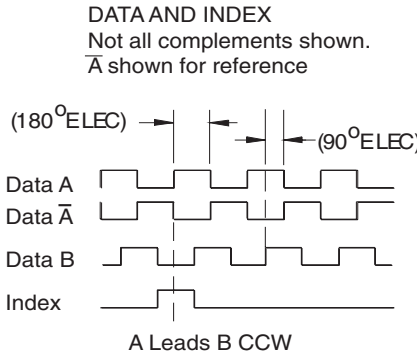 DATA AND INDEX
Not all complements shown.
A̅ shown for reference
(180°ELEC)
(90°ELEC)
Data A
Data A̅
Data B
Index
A Leads B CCW